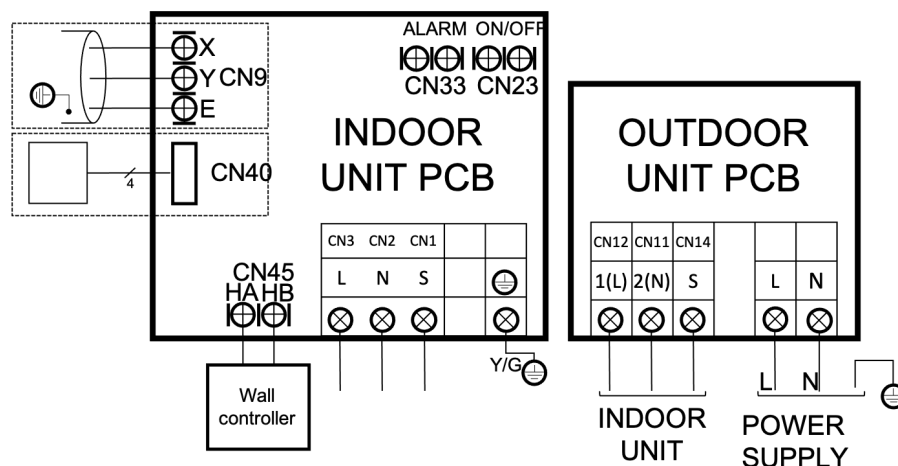 ALARM ON/OFF
CN33 CN23
X
Y CN9
E
INDOOR
UNIT PCB
CN40
4
CN45
HA HB
CN3 CN2 CN1
L N S
Y/G
Wall
controller
OUTDOOR
UNIT PCB
CN12 CN11 CN14
1(L) 2(N) S L N
L N
INDOOR
UNIT
POWER
SUPPLY